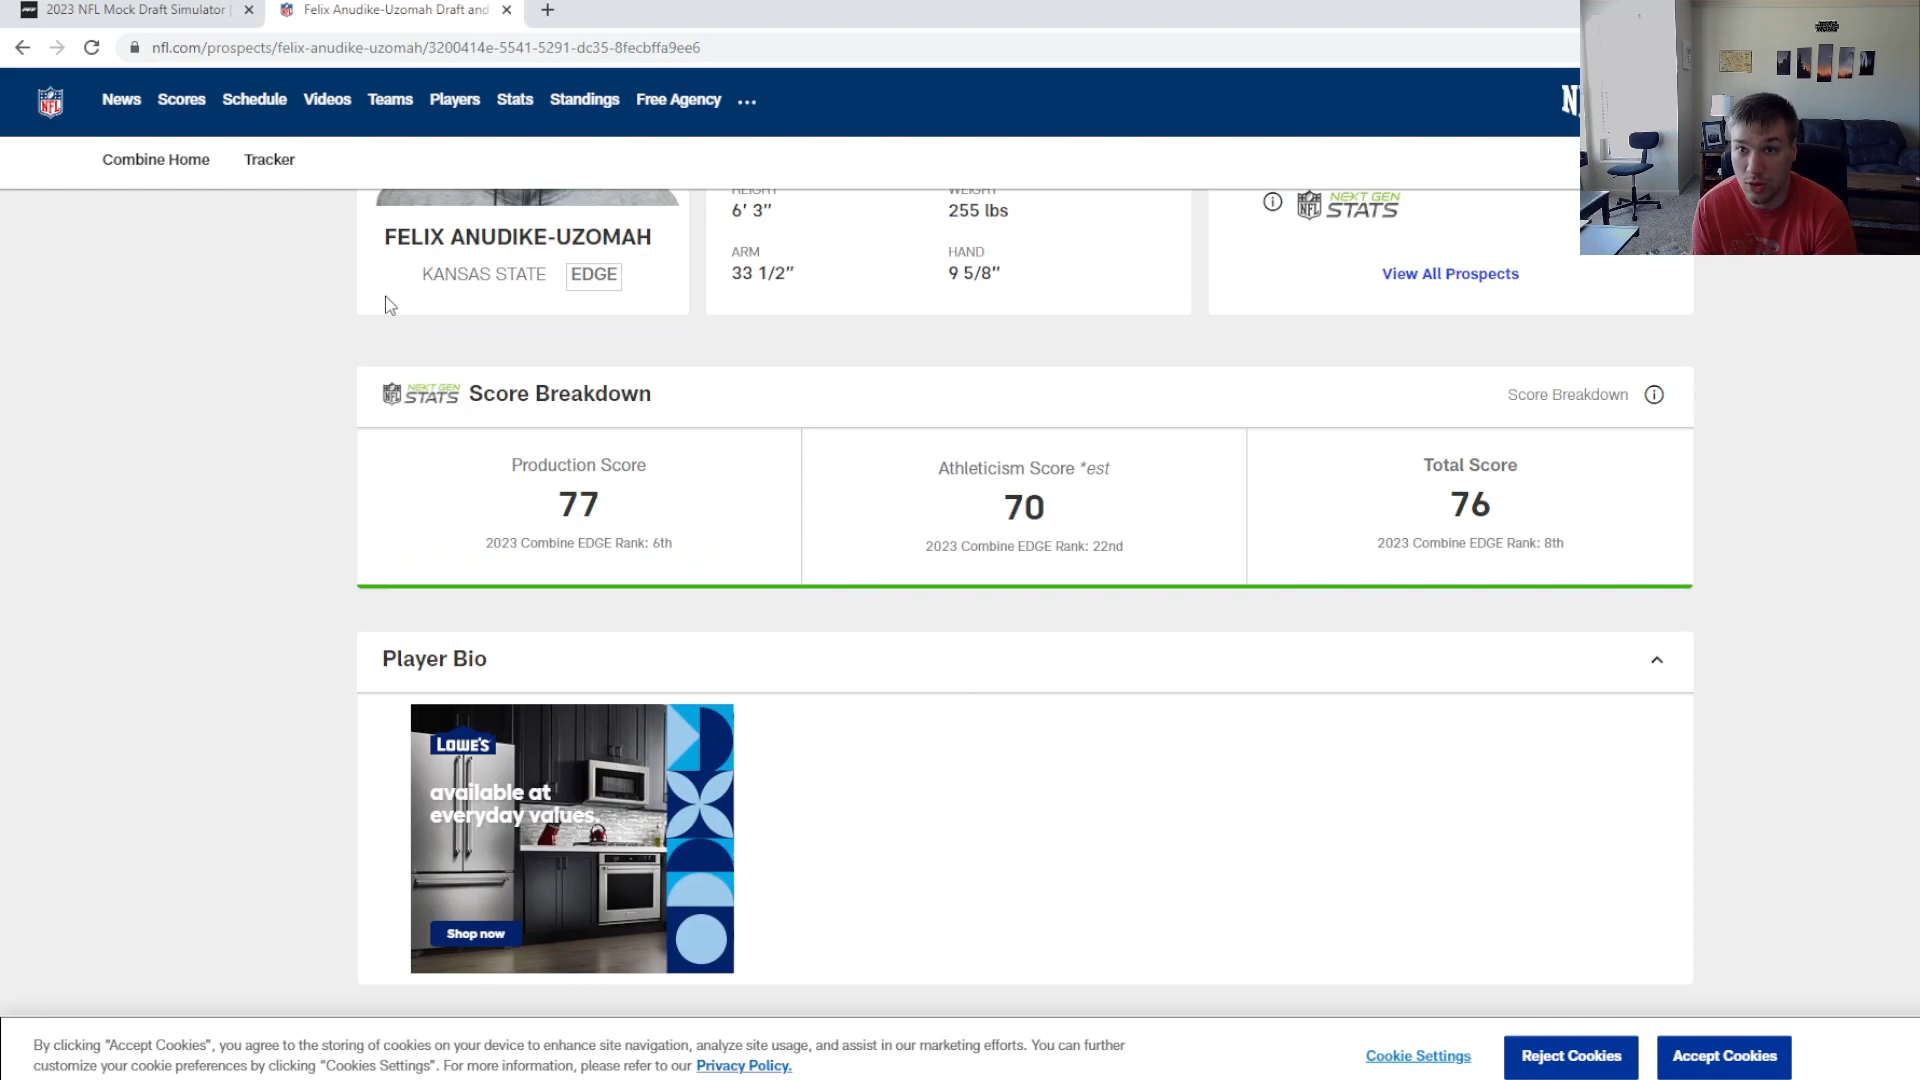 2023 NFL Mock Draft Simulator
Felix Anudike-Uzomah Draft and
nfl.com/prospects/felix-anudike-uzomah/3200414e-5541-5291-dc35-8fecbffa9ee6
NFL
News Scores Schedule Videos Teams Players Stats Standings Free Agency ...
Combine Home Tracker
HEIGHT WEIGHT
6' 3" 255 lbs
NFL NEXT GEN STATS
FELIX ANUDIKE-UZOMAH
KANSAS STATE EDGE
ARM HAND
33 1/2" 9 5/8"
View All Prospects
NFL NEXT GEN STATS Score Breakdown
Score Breakdown
Production Score
77
2023 Combine EDGE Rank: 6th
Athleticism Score *est
70
2023 Combine EDGE Rank: 22nd
Total Score
76
2023 Combine EDGE Rank: 8th
Player Bio
LOWE'S
available at
everyday values.
Shop now
By clicking "Accept Cookies", you agree to the storing of cookies on your device to enhance site navigation, analyze site usage, and assist in our marketing efforts. You can further
customize your cookie preferences by clicking "Cookies Settings". For more information, please refer to our Privacy Policy.
Cookie Settings
Reject Cookies
Accept Cookies